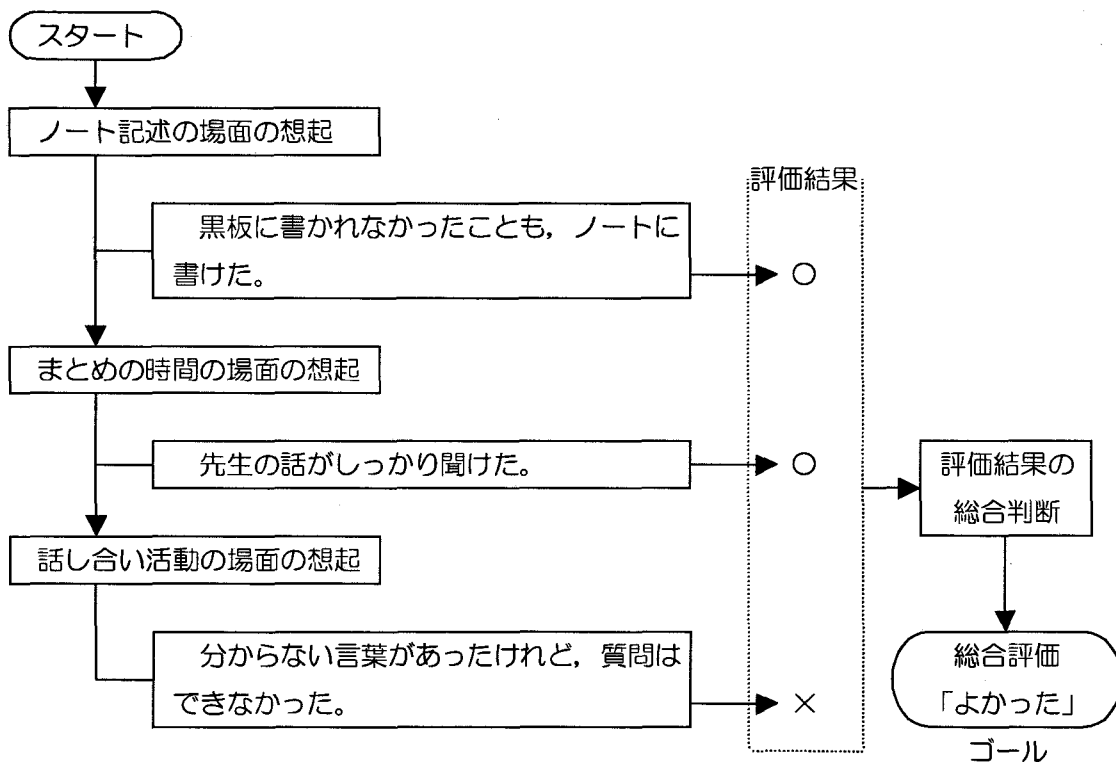 スタート
ノート記述の場面の想起
評価結果
黒板に書かれなかったことも，ノートに
書けた。
○
まとめの時間の場面の想起
先生の話がしっかり聞けた。
○
評価結果の
総合判断
話し合い活動の場面の想起
分からない言葉があったけれど，質問は
できなかった。
×
総合評価
「よかった」
ゴール